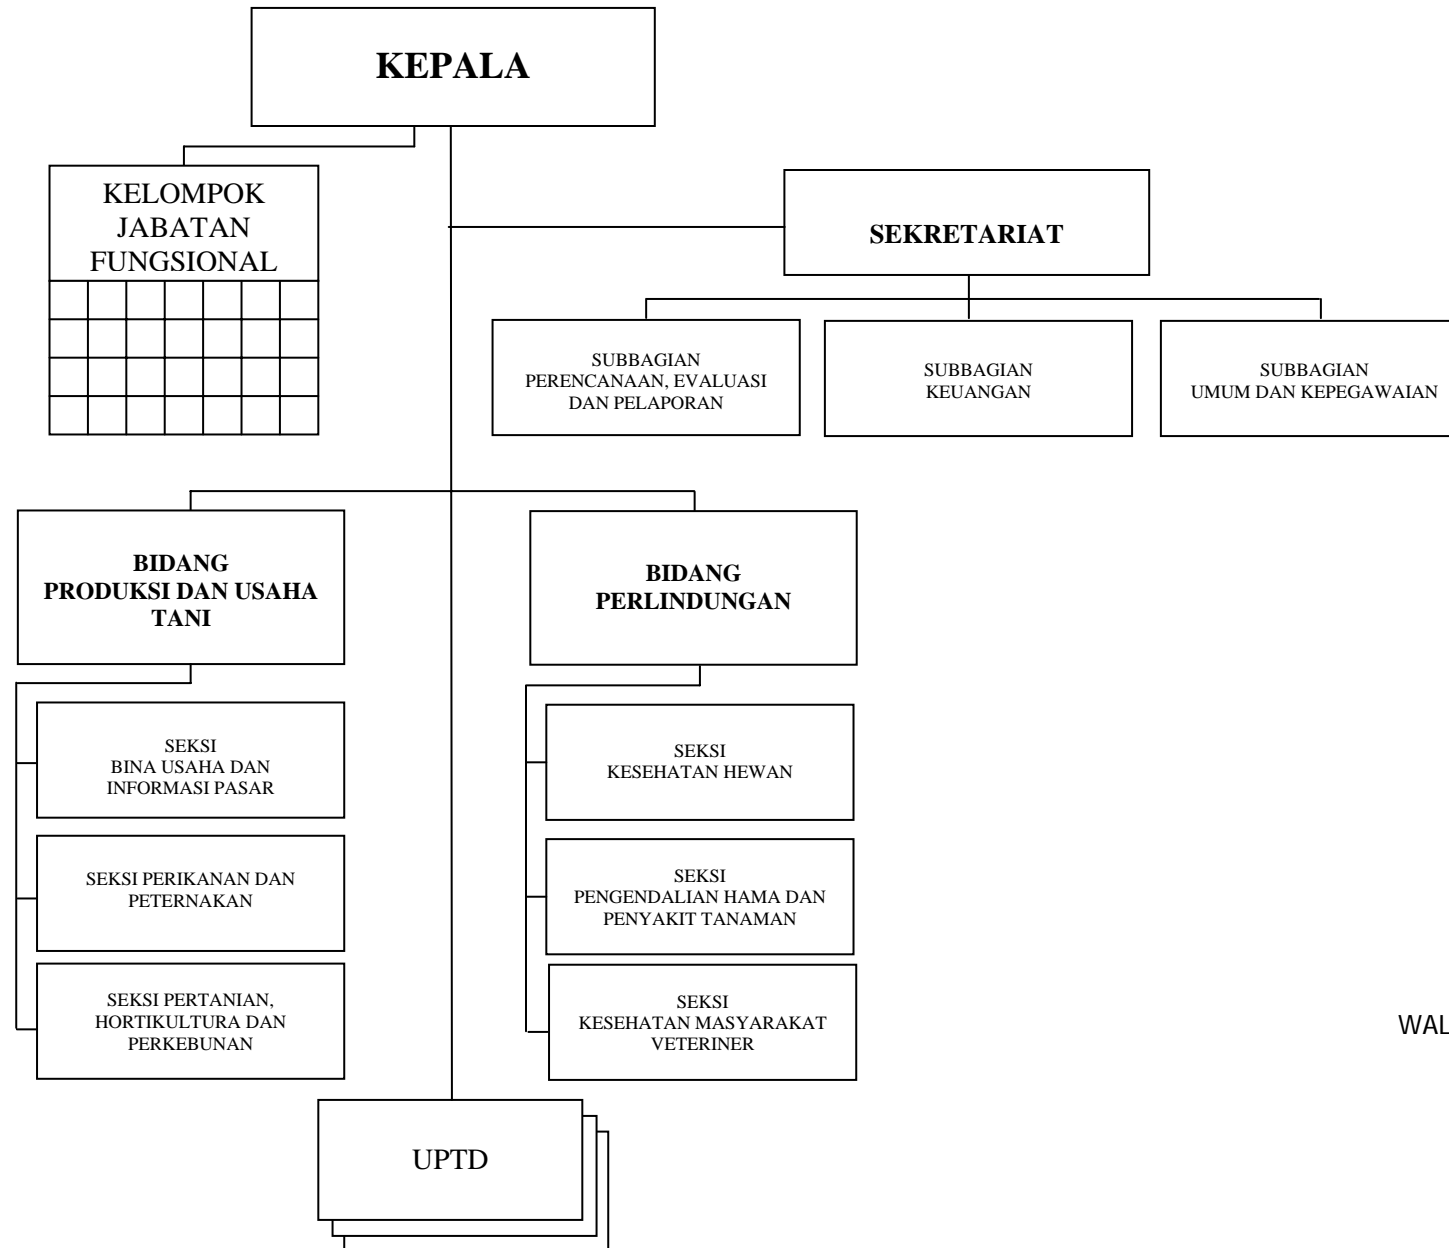 KEPALA
KELOMPOK
JABATAN
FUNGSIONAL
SEKRETARIAT
SUBBAGIAN
PERENCANAAN, EVALUASI
DAN PELAPORAN
SUBBAGIAN
KEUANGAN
SUBBAGIAN
UMUM DAN KEPEGAWAIAN
BIDANG
PRODUKSI DAN USAHA
TANI
BIDANG
PERLINDUNGAN
SEKSI
BINA USAHA DAN
INFORMASI PASAR
SEKSI PERIKANAN DAN
PETERNAKAN
SEKSI PERTANIAN,
HORTIKULTURA DAN
PERKEBUNAN
SEKSI
KESEHATAN HEWAN
SEKSI
PENGENDALIAN HAMA DAN
PENYAKIT TANAMAN
SEKSI
KESEHATAN MASYARAKAT
VETERINER
WAL
UPTD